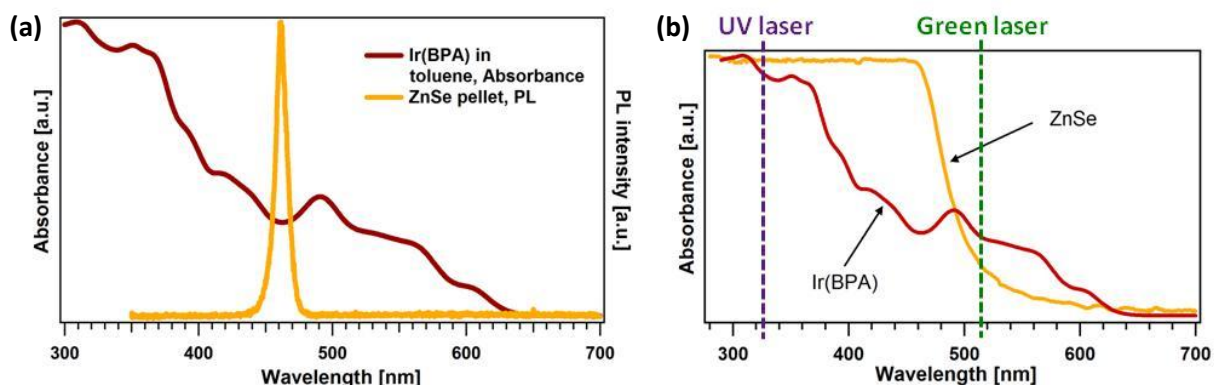 (a)
Absorbance [a.u.]
Ir(BPA) in
toluene, Absorbance
ZnSe pellet, PL
PL intensity
[a.u.]
300 400 500 600 700
Wavelength [nm]
(b)
UV laser Green laser
Absorbance [a.u.]
ZnSe
Ir(BPA)
300 400 500 600 700
Wavelength [nm]